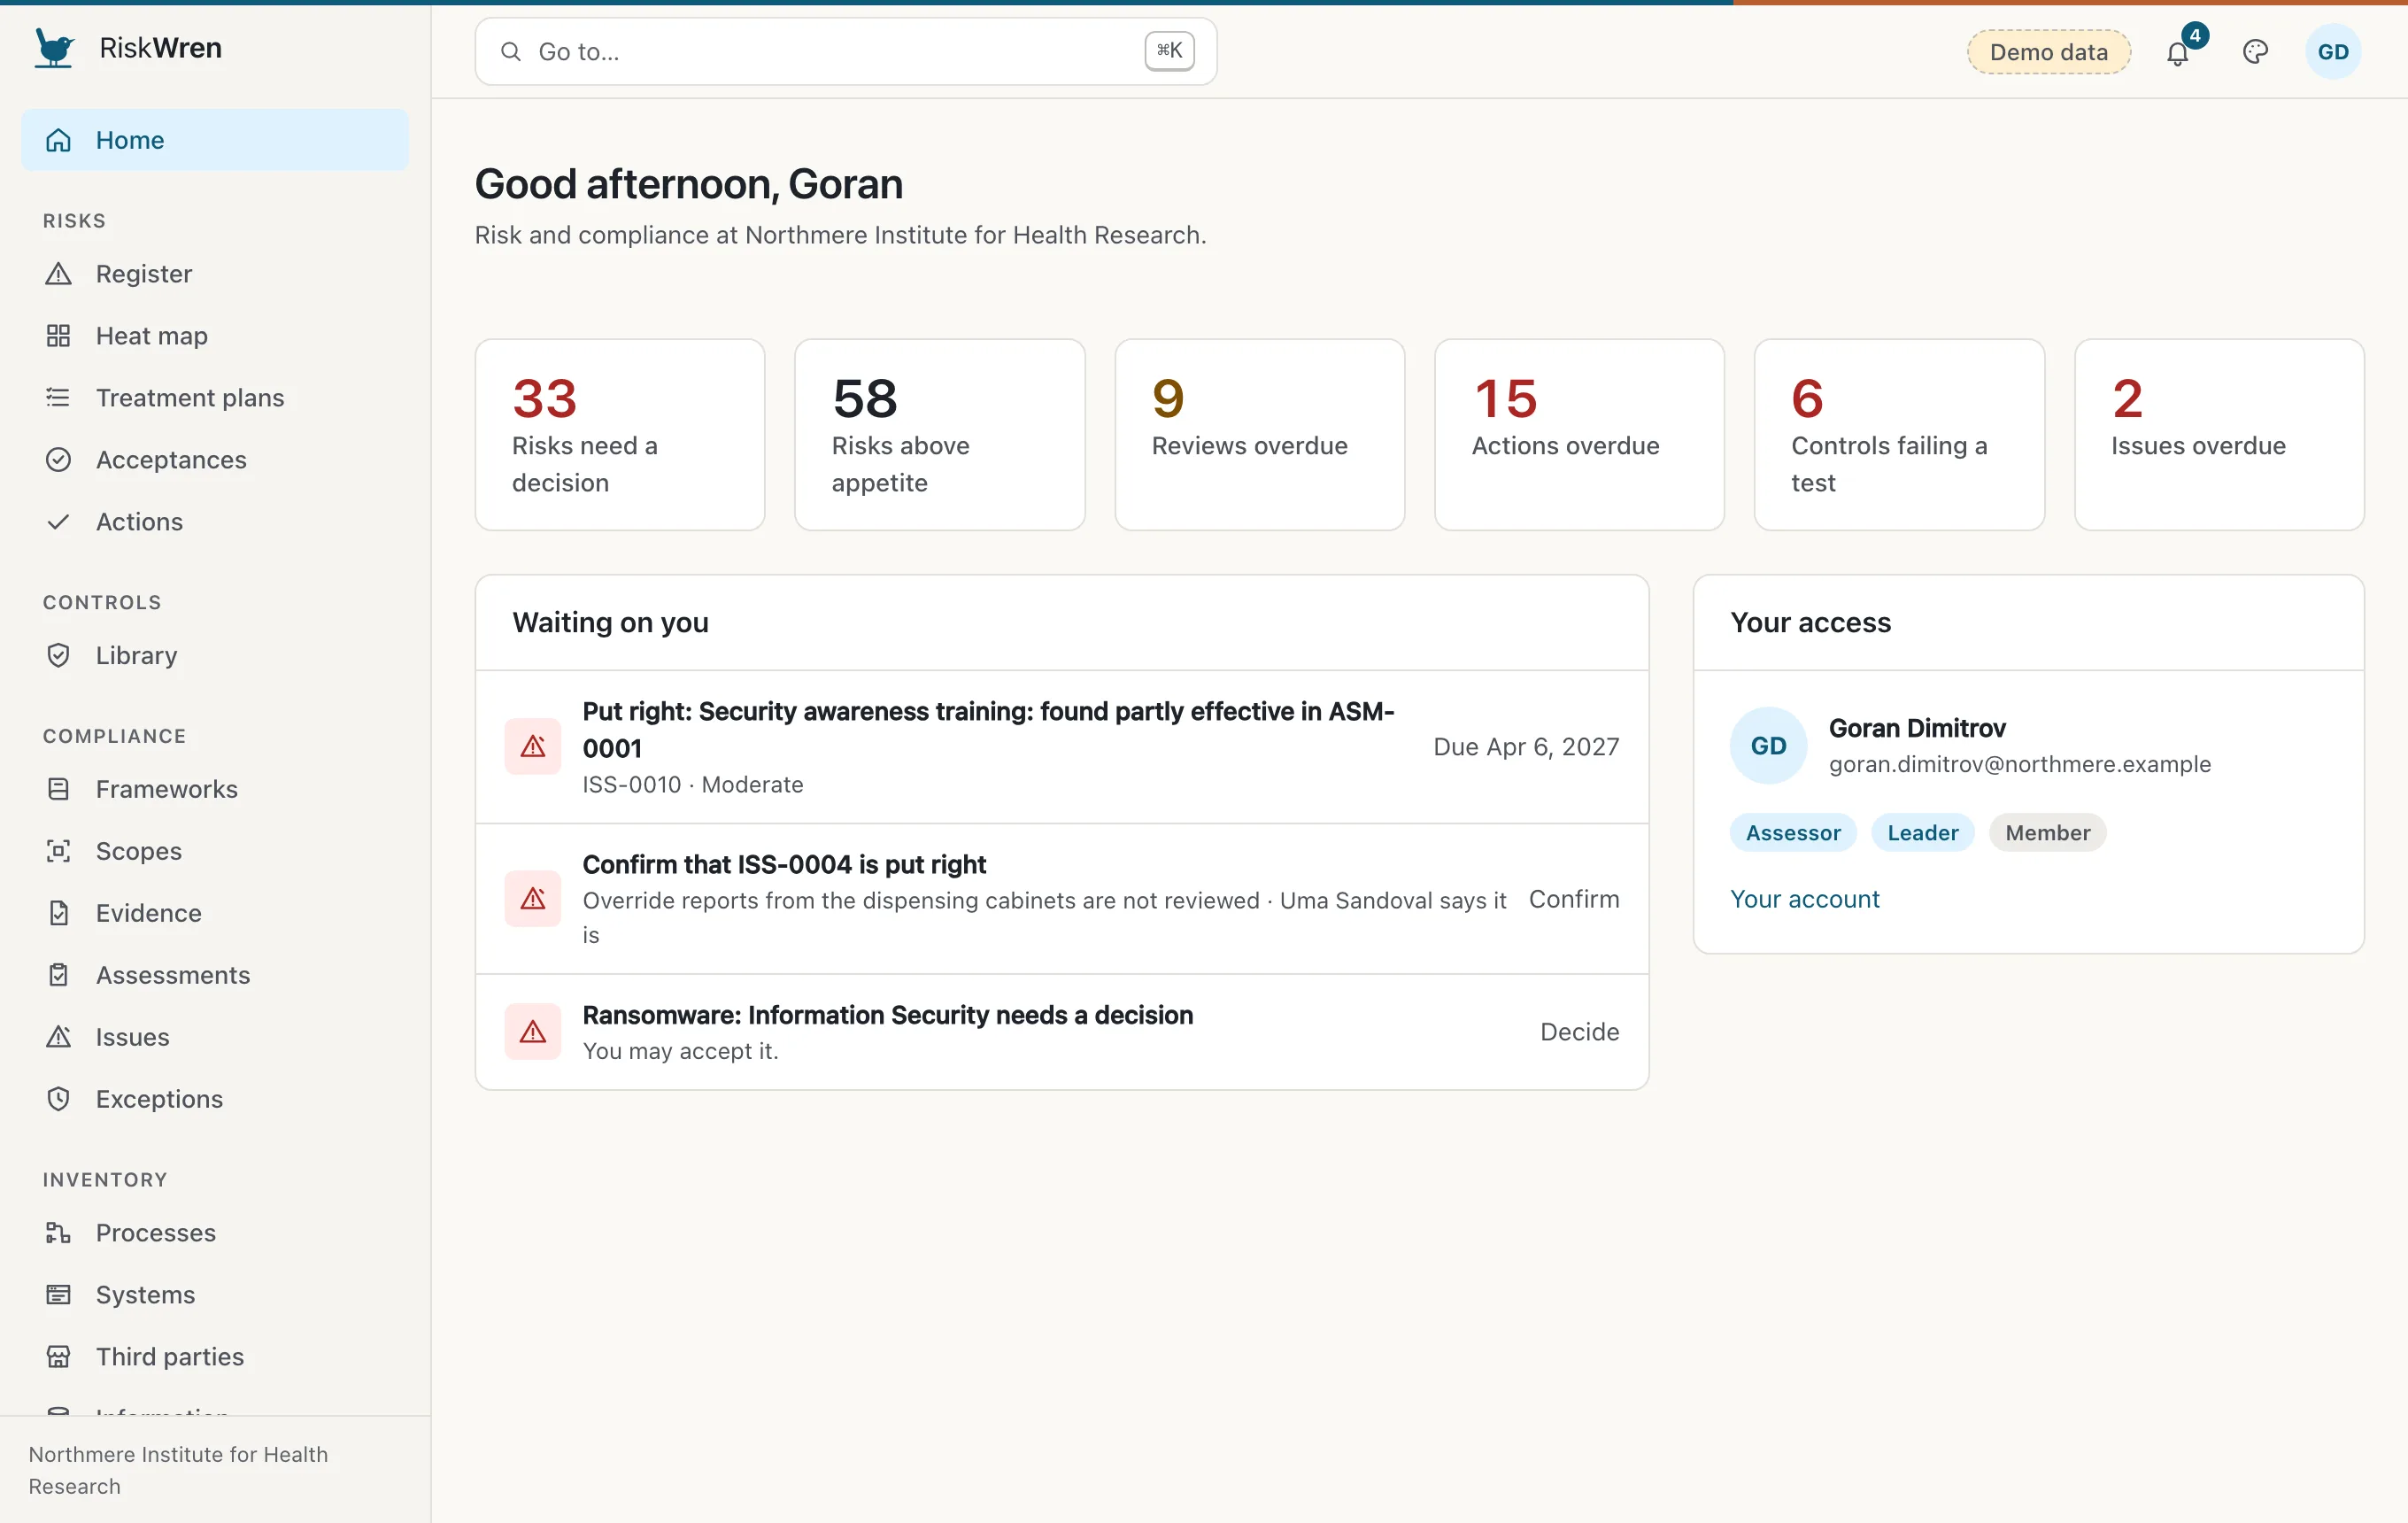 RiskWren
Go to...
⌘K
Demo data
4
GD
Home
RISKS
Register
Heat map
Treatment plans
Acceptances
Actions
CONTROLS
Library
COMPLIANCE
Frameworks
Scopes
Evidence
Assessments
Issues
Exceptions
INVENTORY
Processes
Systems
Third parties
Information
Northmere Institute for Health
Research
Good afternoon, Goran
Risk and compliance at Northmere Institute for Health Research.
33
Risks need a
decision
58
Risks above
appetite
9
Reviews overdue
15
Actions overdue
6
Controls failing a
test
2
Issues overdue
Waiting on you
Put right: Security awareness training: found partly effective in ASM-
0001
ISS-0010 · Moderate
Due Apr 6, 2027
Confirm that ISS-0004 is put right
Override reports from the dispensing cabinets are not reviewed · Uma Sandoval says it
is
Confirm
Ransomware: Information Security needs a decision
You may accept it.
Decide
Your access
GD
Goran Dimitrov
goran.dimitrov@northmere.example
Assessor
Leader
Member
Your account